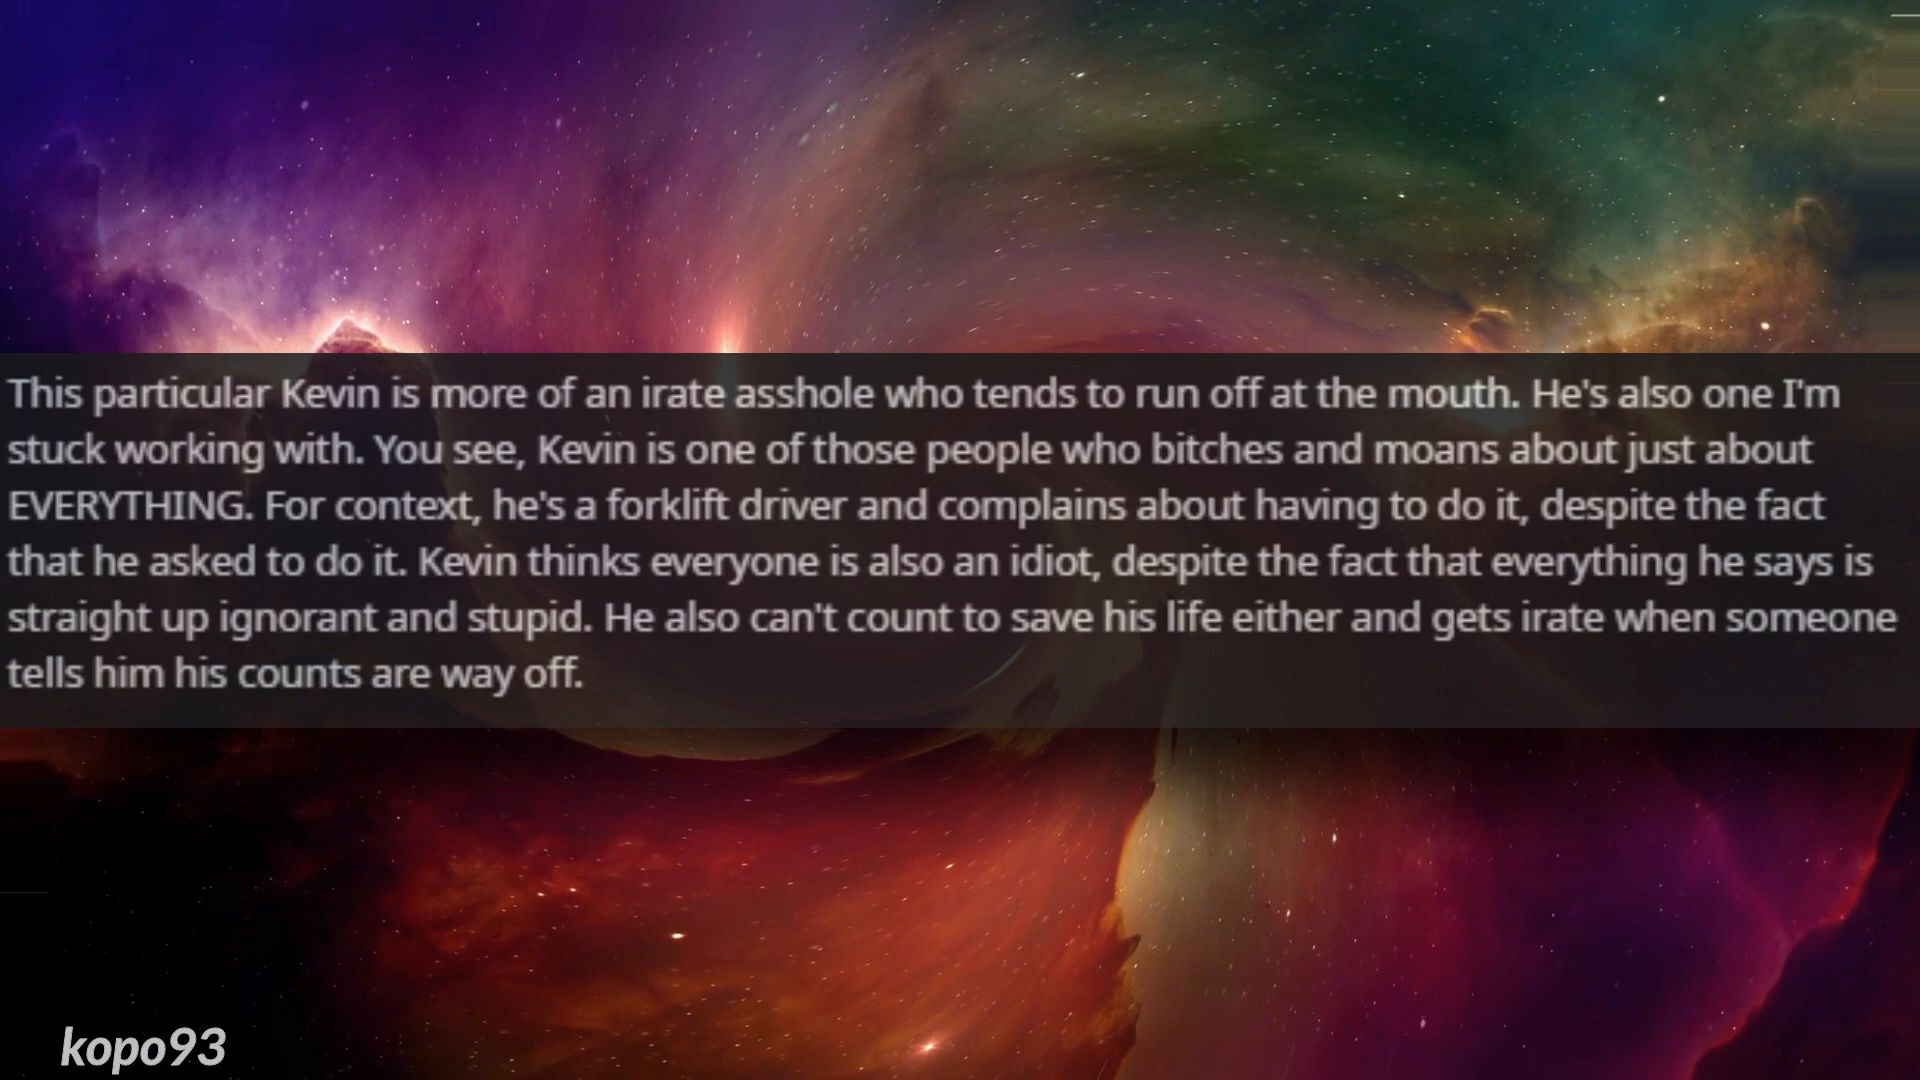 This particular Kevin is more of an irate asshole who tends to run off at the mouth. He's also one I'm
stuck working with. You see, Kevin is one of those people who bitches and moans about just about
EVERYTHING. For context, he's a forklift driver and complains about having to do it, despite the fact
that he asked to do it. Kevin thinks everyone is also an idiot, despite the fact that everything he says is
straight up ignorant and stupid. He also can't count to save his life either and gets irate when someone
tells him his counts are way off.
kopo93